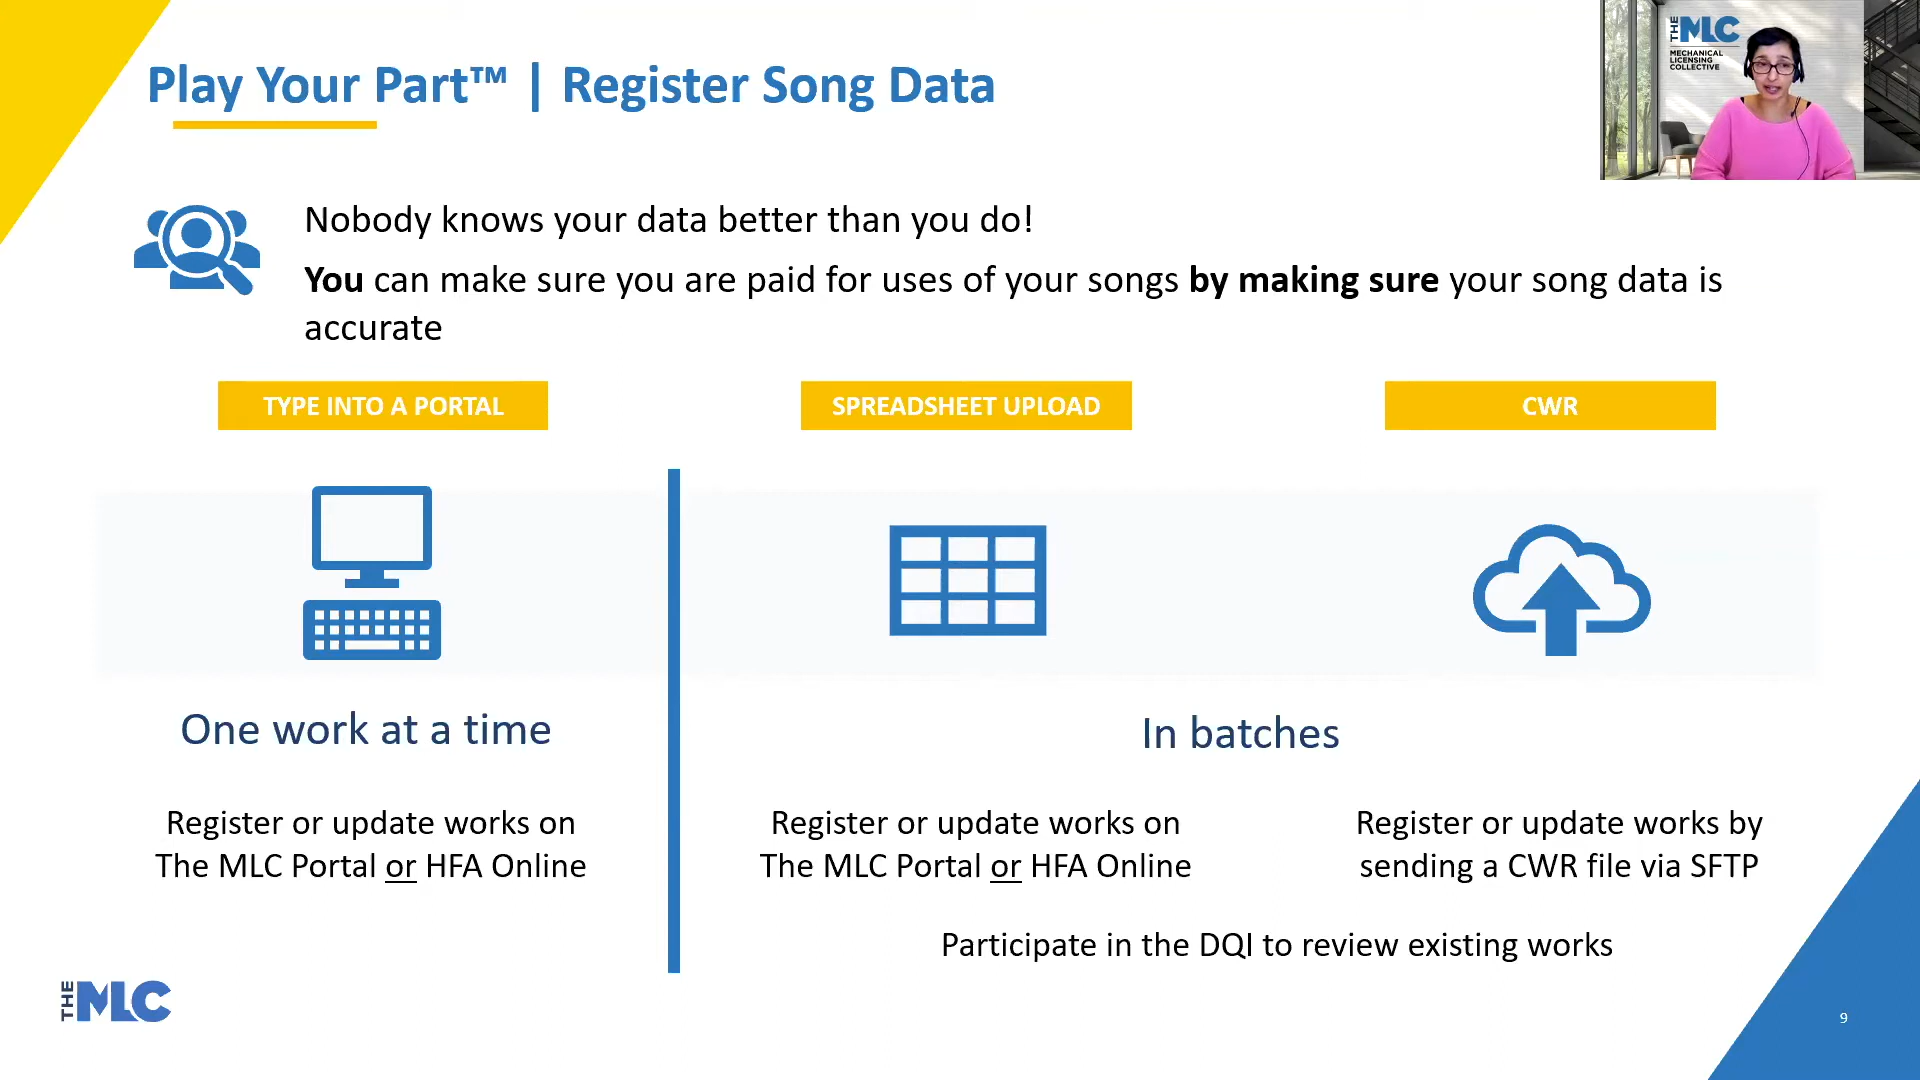 Play Your Part™ | Register Song Data
THE MLC
MECHANICAL
LICENSING
COLLECTIVE
Nobody knows your data better than you do!
You can make sure you are paid for uses of your songs by making sure your song data is
accurate
TYPE INTO A PORTAL
SPREADSHEET UPLOAD
CWR
One work at a time
In batches
Register or update works on
The MLC Portal or HFA Online
Register or update works on
The MLC Portal or HFA Online
Register or update works by
sending a CWR file via SFTP
Participate in the DQI to review existing works
THE MLC
9